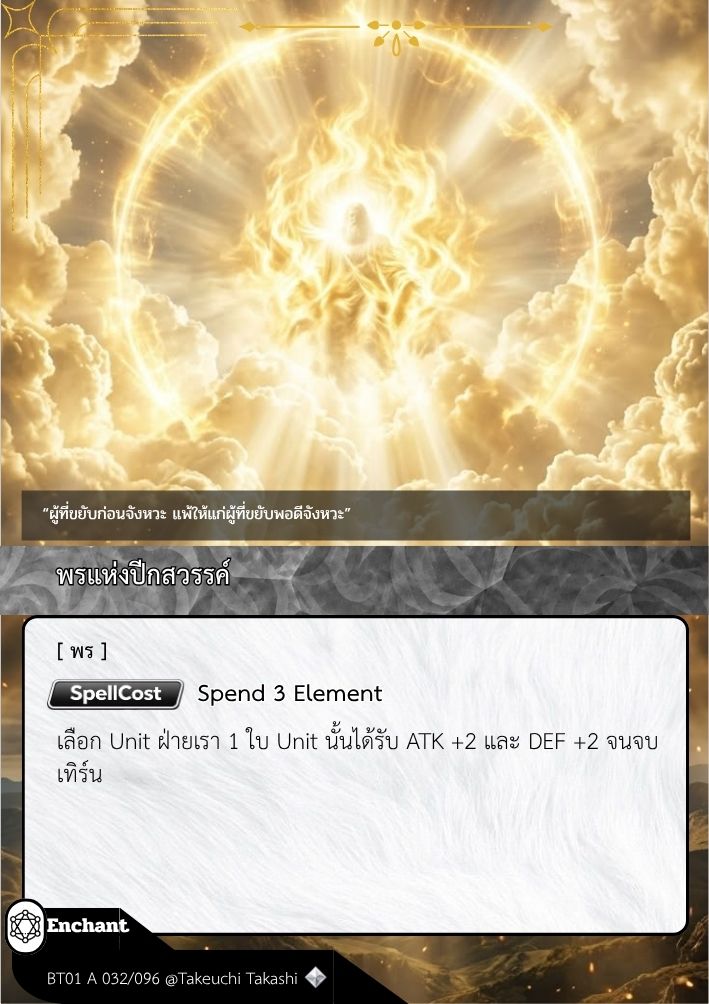 “ผู้ที่ขยับก่อนจังหวะ แพ้ให้แก่ผู้ที่ขยับพอดีจังหวะ”
พรแห่งปีกสวรรค์
[ พร ]
SpellCost Spend 3 Element
เลือก Unit ฝ่ายเรา 1 ใบ Unit นั้นได้รับ ATK +2 และ DEF +2 จนจบ
เทิร์น
Enchant
BT01 A 032/096 @Takeuchi Takashi